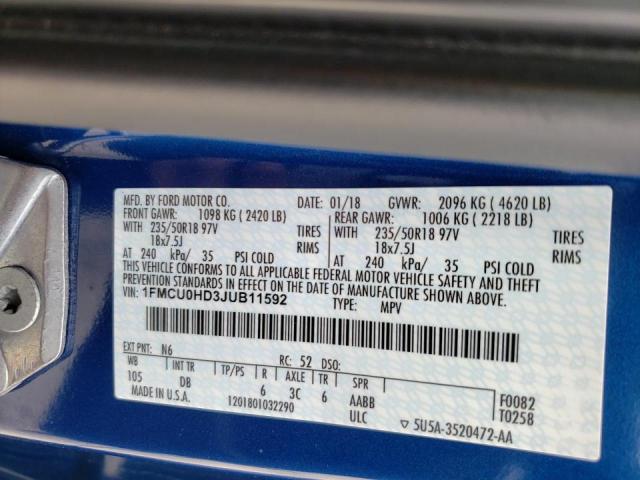 MFD. BY FORD MOTOR CO. DATE: 01/18 GVWR: 2096 KG ( 4620 LB)
FRONT GAWR: 1098 KG ( 2420 LB) REAR GAWR: 1006 KG ( 2218 LB)
WITH 235/50R18 97V TIRES WITH 235/50R18 97V TIRES
18x7.5J RIMS 18x7.5J RIMS
AT 240 kPa/ 35 PSI COLD AT 240 kPa/ 35 PSI COLD
THIS VEHICLE CONFORMS TO ALL APPLICABLE FEDERAL MOTOR VEHICLE SAFETY AND THEFT
PREVENTION STANDARDS IN EFFECT ON THE DATE OF MANUFACTURE SHOWN ABOVE.
VIN: 1FMCU0HD3JUB11592 TYPE: MPV
EXT PNT: N6 RC: 52 DSO:
WB INT TR TP/PS R AXLE TR SPR
105 DB 6 3C 6 AABB F0082
MADE IN U.S.A. 1201801032290 ULC T0258
▽ 5U5A-3520472-AA